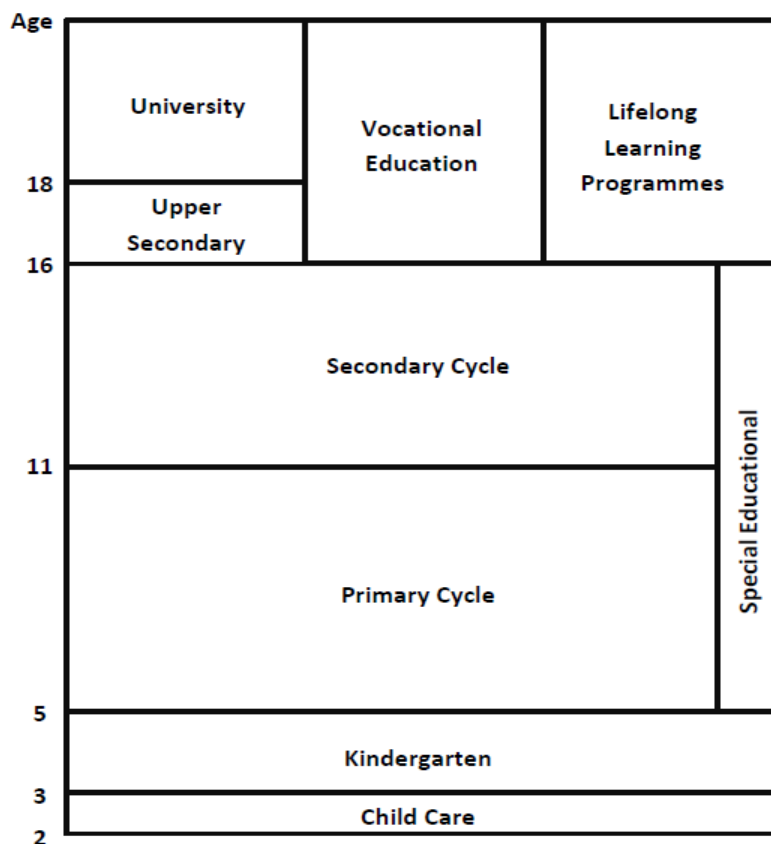 Age
University
Vocational
Education
Lifelong
Learning
Programmes
18
Upper
Secondary
16
Secondary Cycle
11
Special Educational
Primary Cycle
5
Kindergarten
3
Child Care
2